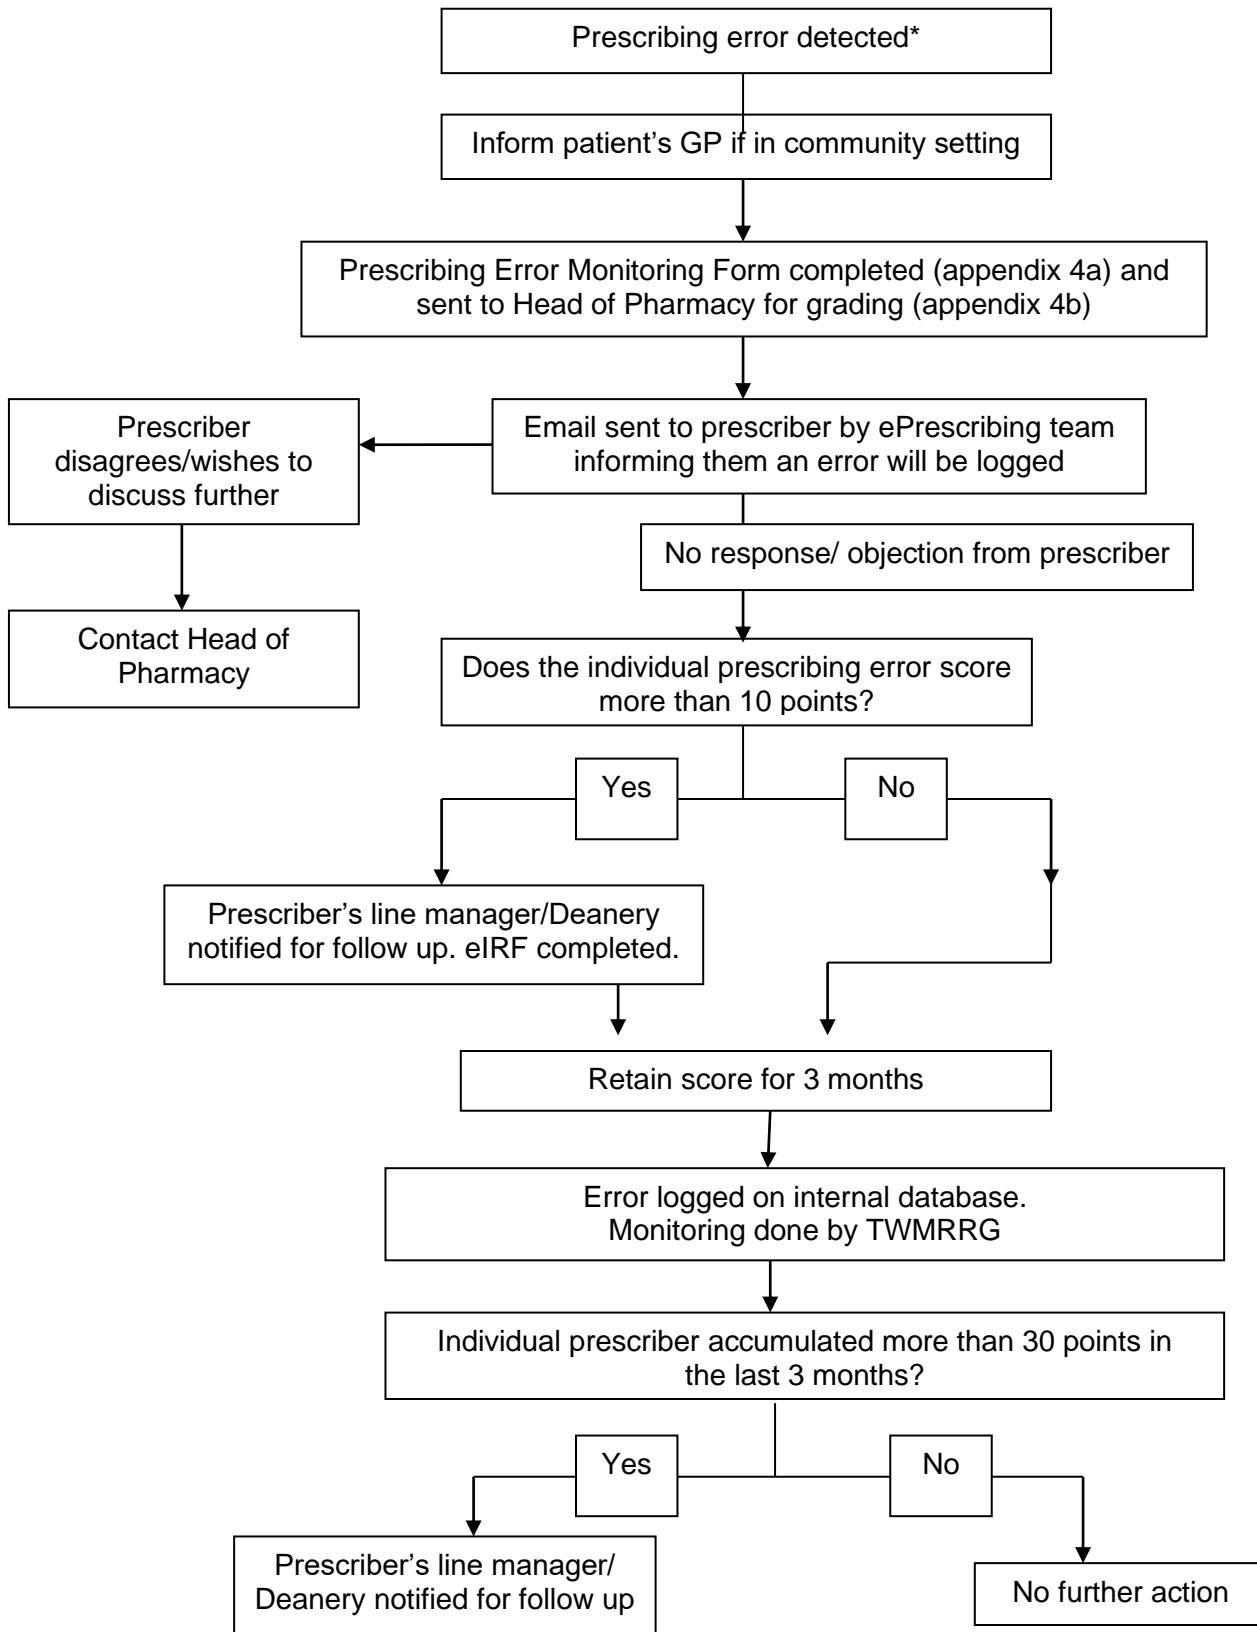 Prescribing error detected*
Inform patient’s GP if in community setting
Prescribing Error Monitoring Form completed (appendix 4a) and
sent to Head of Pharmacy for grading (appendix 4b)
Prescriber
disagrees/wishes to
discuss further
Email sent to prescriber by ePrescribing team
informing them an error will be logged
No response/ objection from prescriber
Contact Head of
Pharmacy
Does the individual prescribing error score
more than 10 points?
Yes
No
Prescriber’s line manager/Deanery
notified for follow up. eIRF completed.
Retain score for 3 months
Error logged on internal database.
Monitoring done by TWMRRG
Individual prescriber accumulated more than 30 points in
the last 3 months?
Yes
No
Prescriber’s line manager/
Deanery notified for follow up
No further action